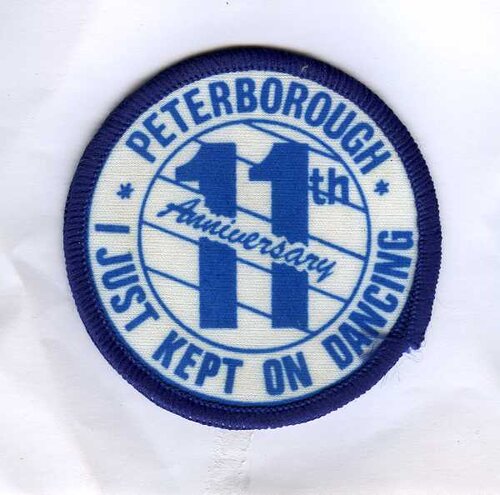 * PETERBOROUGH *
11th
Anniversary
I JUST KEPT ON DANCING